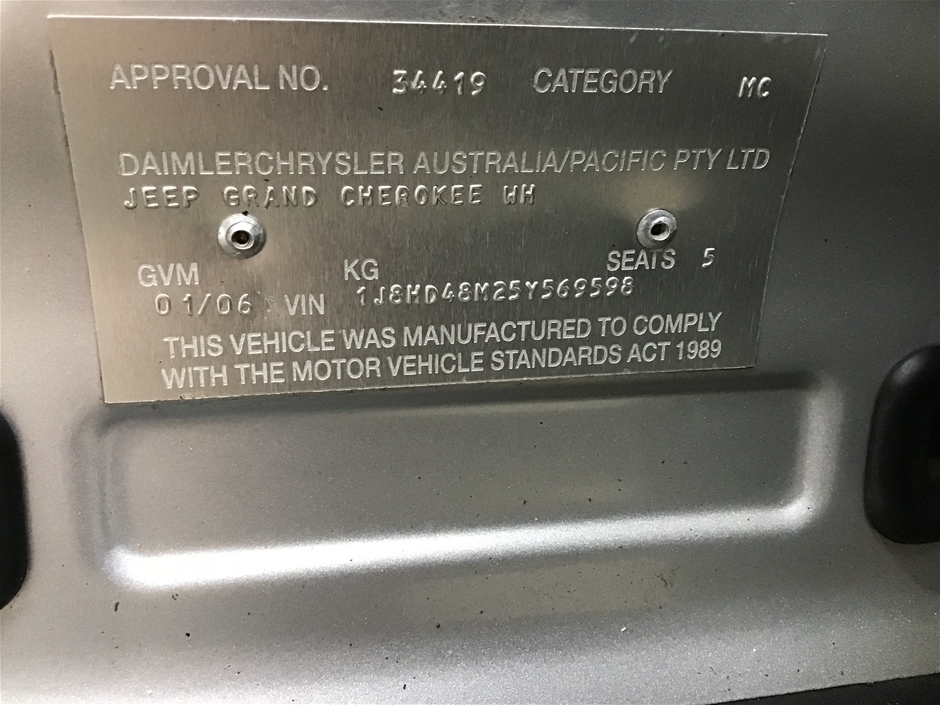 APPROVAL NO. 34419 CATEGORY MC
DAIMLERCHRYSLER AUSTRALIA/PACIFIC PTY LTD
JEEP GRAND CHEROKEE WH
GVM KG SEATS 5
01/06 VIN 1J8HD48M25Y569598
THIS VEHICLE WAS MANUFACTURED TO COMPLY
WITH THE MOTOR VEHICLE STANDARDS ACT 1989